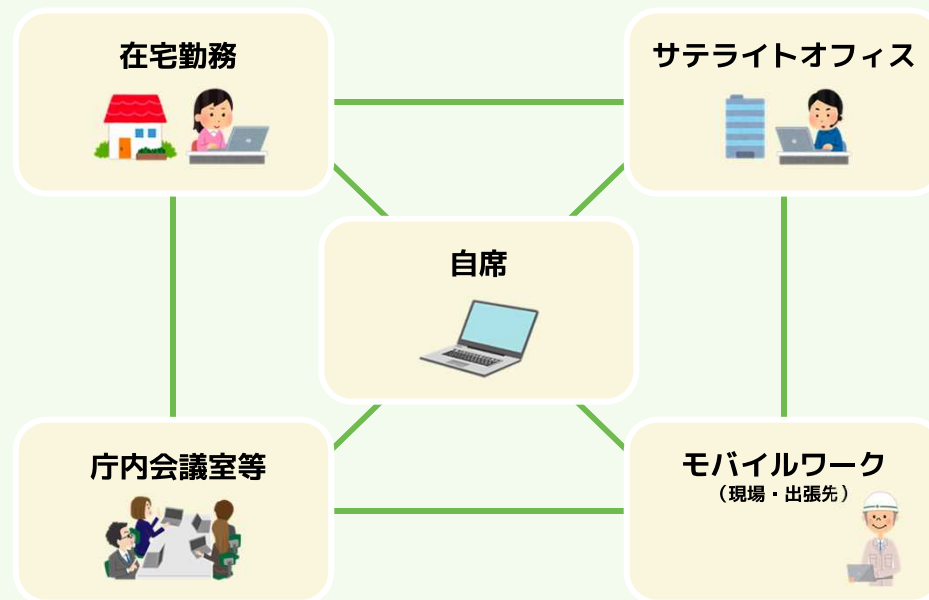 在宅勤務
サテライトオフィス
自席
庁内会議室等
モバイルワーク
（現場・出張先）